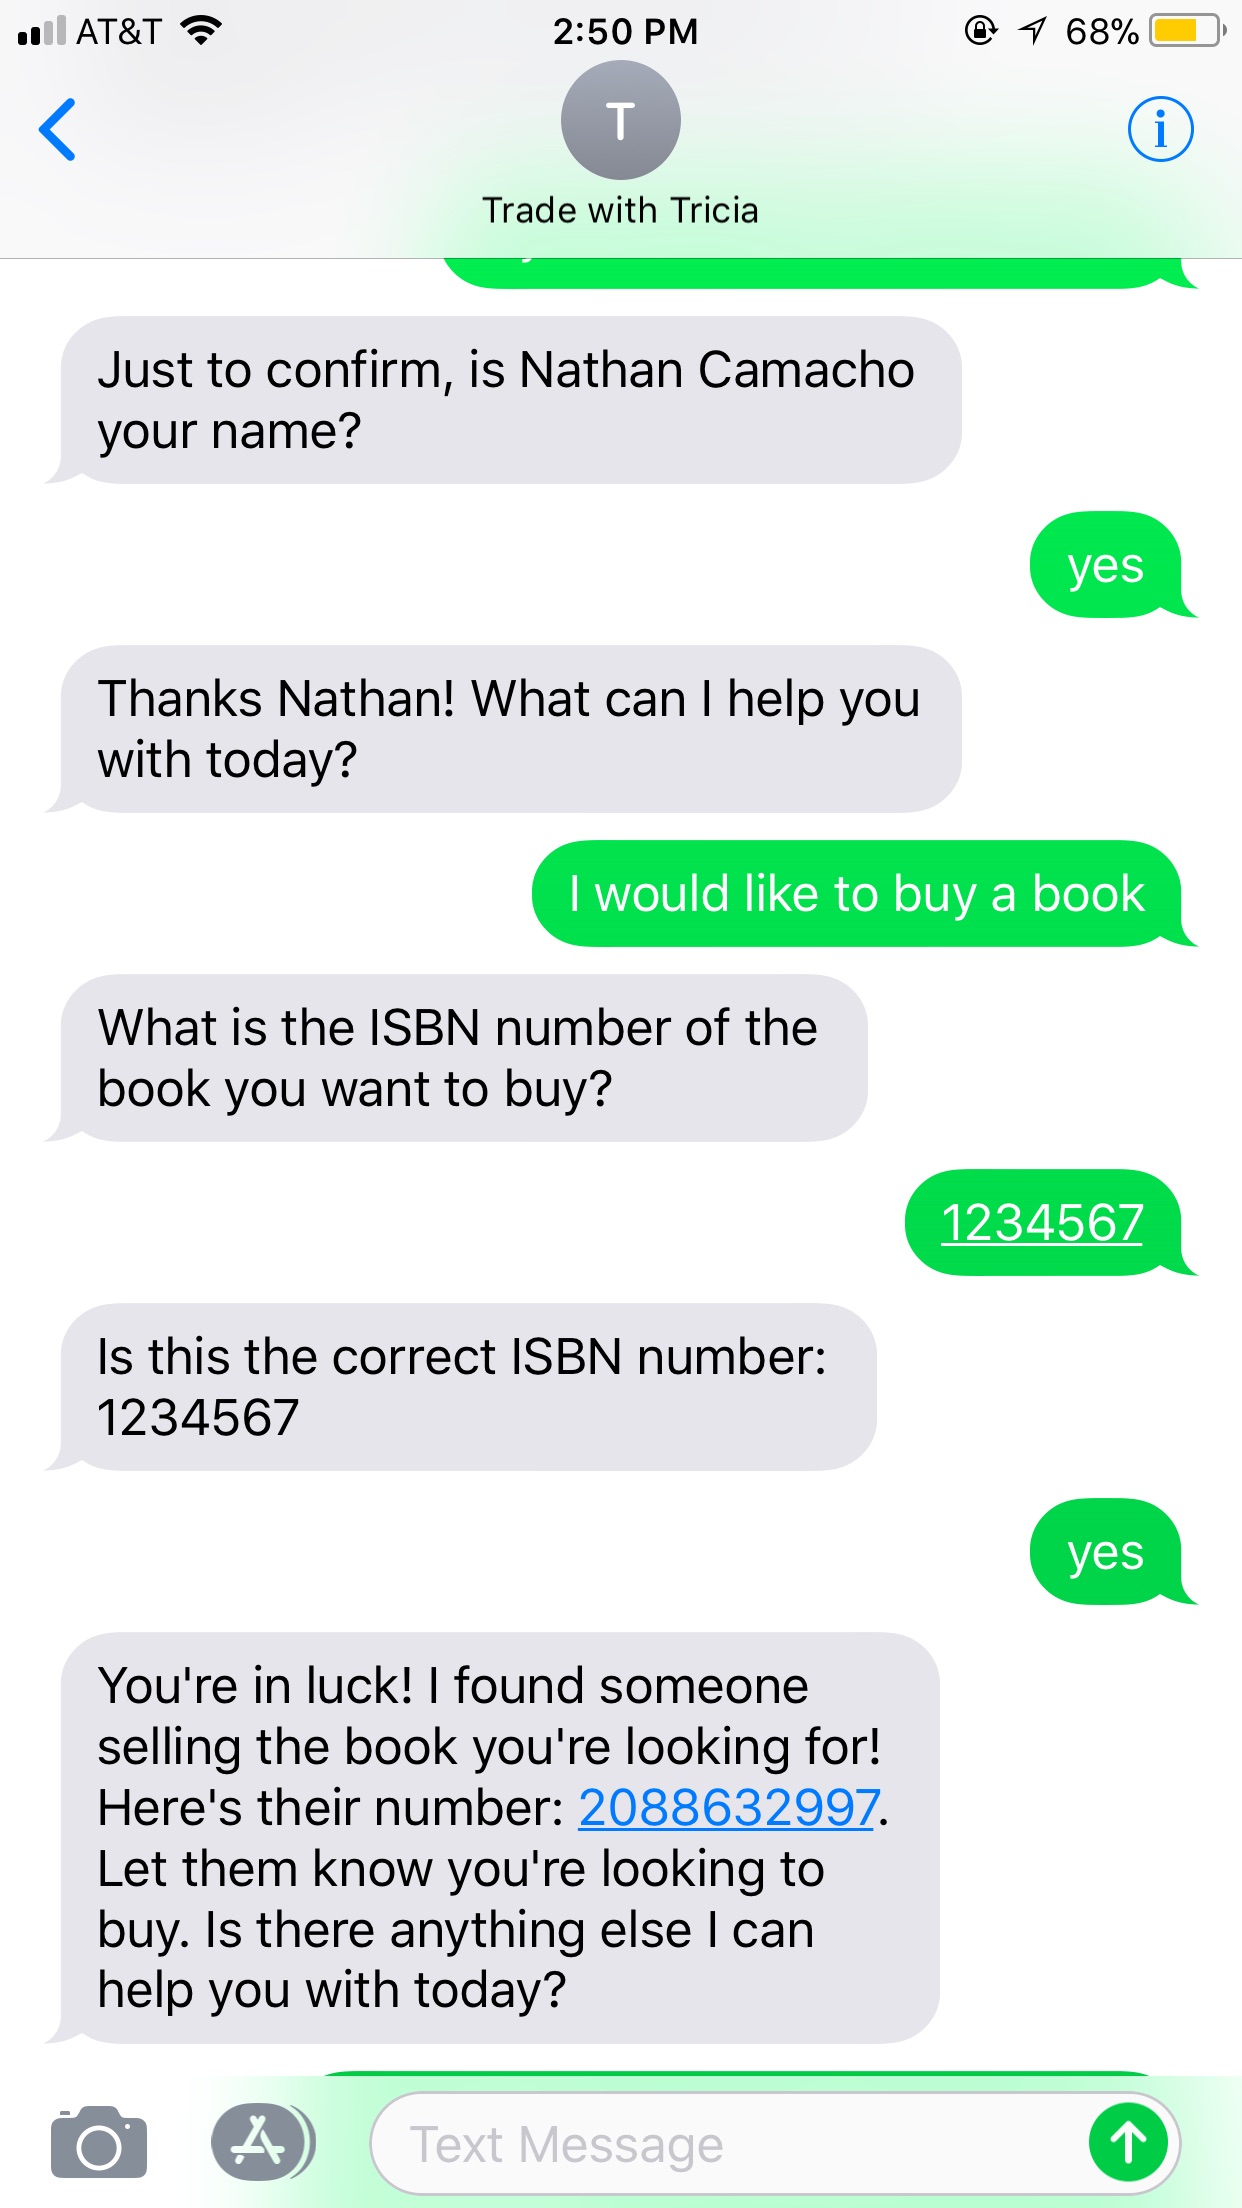 AT&T 2:50 PM 68%
T
i
Trade with Tricia
Just to confirm, is Nathan Camacho
your name?
yes
Thanks Nathan! What can I help you
with today?
I would like to buy a book
What is the ISBN number of the
book you want to buy?
1234567
Is this the correct ISBN number:
1234567
yes
You're in luck! I found someone
selling the book you're looking for!
Here's their number: 2088632997.
Let them know you're looking to
buy. Is there anything else I can
help you with today?
Text Message